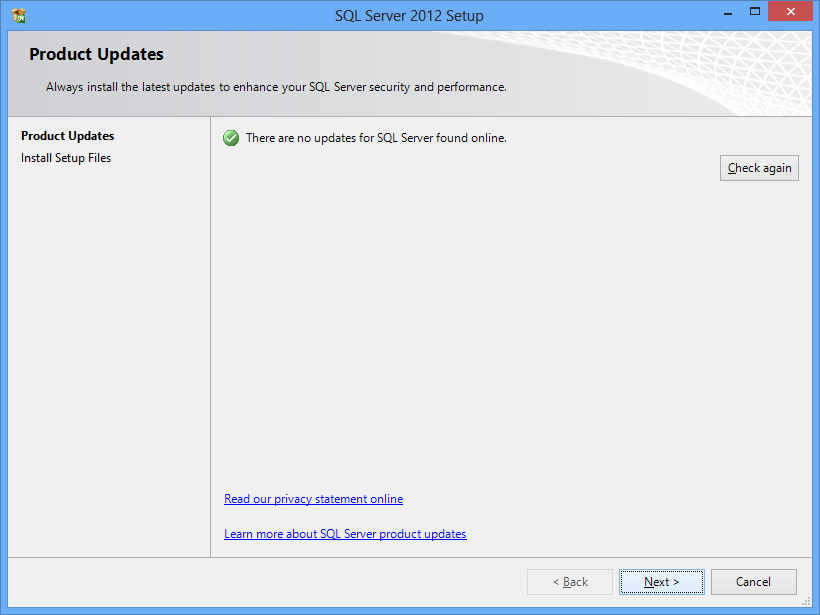 SQL Server 2012 Setup
Product Updates
Always install the latest updates to enhance your SQL Server security and performance.
Product Updates
Install Setup Files
There are no updates for SQL Server found online.
Check again
Read our privacy statement online
Learn more about SQL Server product updates
< Back
Next >
Cancel